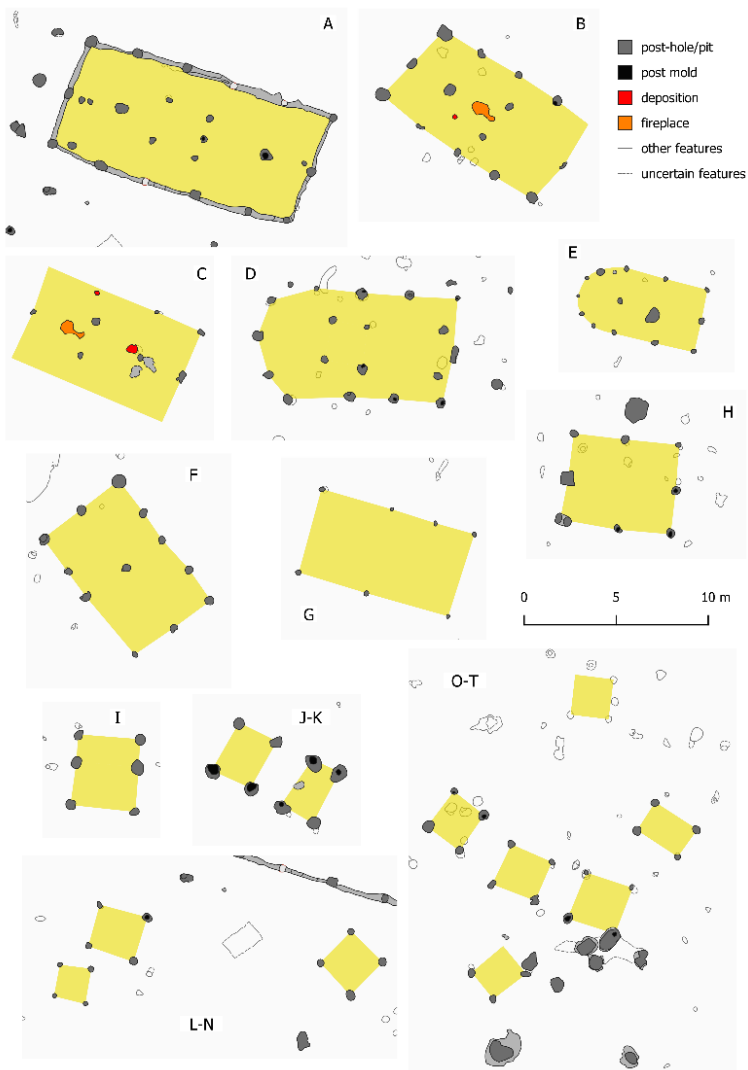 A
B
post-hole/pit
post mold
deposition
fireplace
other features
uncertain features
C
D
E
H
F
G
0 5 10 m
I
J-K
O-T
L-N